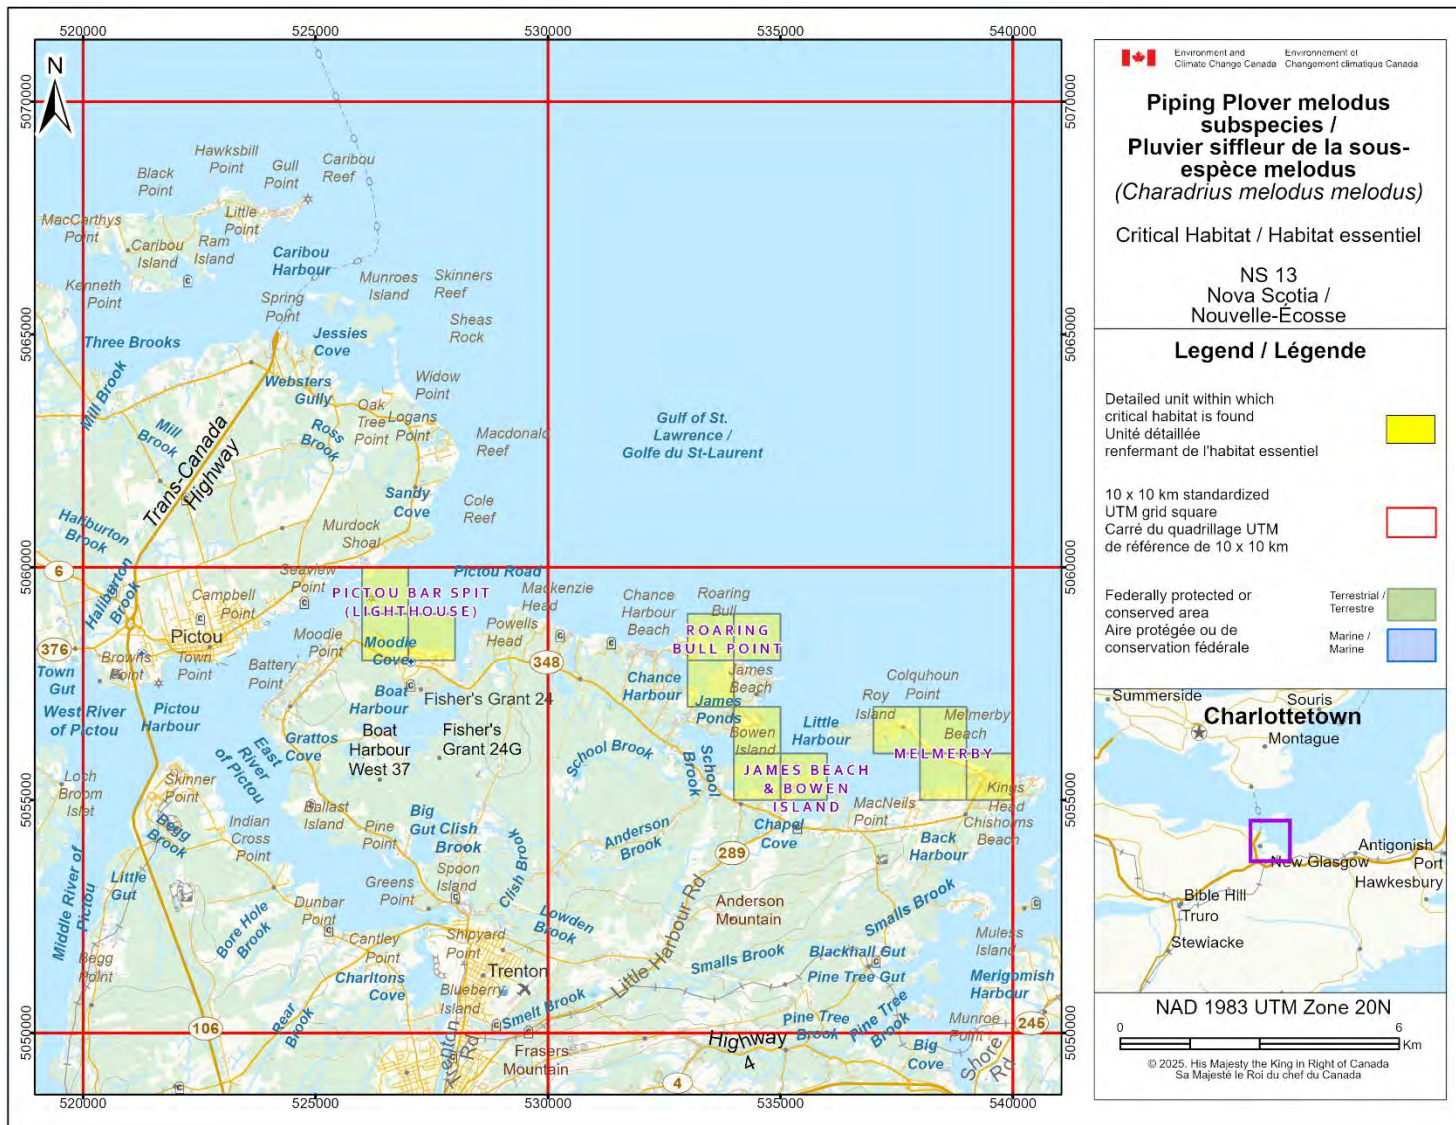 520000
525000
530000
535000
540000
N
5070000
5070000
Hawksbill
Point
Gull
Point
Caribou
Reef
Black
Point
Little
Point
MacCarthys
Point
Caribou
Island
Ram
Island
Caribou
Harbour
Kenneth
Point
Spring
Point
Munroes
Island
Skinners
Reef
Sheas
Rock
5065000
5065000
Three Brooks
Jessies
Cove
Websters
Gully
Widow
Point
Mill Brook
Mill
Brook
Trans-Canada
Highway
Ross
Brook
Oak
Tree
Point
Logans
Point
Macdonald
Reef
Gulf of St.
Lawrence /
Golfe du St-Laurent
Sandy
Cove
Cole
Reef
Murdock
Shoal
Haliburton
Brook
Haliburton
Brook
6
5060000
5060000
Seaview
Point
Pictou Road
PICTOU BAR SPIT
(LIGHTHOUSE)
Mackenzie
Head
Chance
Harbour
Beach
Roaring
Bull
ROARING
BULL POINT
Campbell
Point
Pictou
376
Browns
Point
Town
Point
Town
Gut
Moodie
Point
Moodie
Cove
Powells
Head
348
Battery
Point
Boat
Harbour
Fisher's Grant 24
Chance
Harbour
James
Beach
James
Ponds
Colquhoun
Point
Roy
Island
West River
of Pictou
Pictou
Harbour
Boat
Harbour
West 37
Fisher's
Grant 24G
Bowen
Island
Little
Harbour
Melmerby
Beach
MELMERBY
East
River
of Pictou
Grattos
Cove
School Brook
School
Brook
JAMES BEACH
& BOWEN
ISLAND
Loch
Broom
Islet
Skinner
Point
5055000
5055000
Ballast
Island
Kings
Head
Chisholms
Beach
MacNeils
Point
Begg
Brook
Indian
Cross
Point
Pine
Point
Big
Gut
Clish
Brook
Clish Brook
Anderson
Brook
Chapel
Cove
Back
Harbour
289
Middle River of
Pictou
Little
Gut
Greens
Point
Spoon
Island
Anderson
Mountain
Dunbar
Point
Bore Hole
Brook
Lowden
Brook
Smalls Brook
Little Harbour Rd
Begg
Point
Cantley
Point
Shipyard
Point
Smalls Brook
Blackhall Gut
Muless
Island
Charltons
Cove
Trenton
Blueberry
Island
Pine Tree Gut
Merigomish
Harbour
Rear
Brook
106
Smelt Brook
Pine Tree
Brook
Pine Tree
Brook
Munroe
Point
245
5050000
5050000
Trenton
Rd
Frasers
Mountain
Highway
4
Big
Cove
Shore
Rd
4
520000
525000
530000
535000
540000
Environment and
Climate Change Canada
Environnement et
Changement climatique Canada
Piping Plover melodus
subspecies /
Pluvier siffleur de la sous-
espèce melodus
(Charadrius melodus melodus)
Critical Habitat / Habitat essentiel
NS 13
Nova Scotia /
Nouvelle-Écosse
Legend / Légende
Detailed unit within which
critical habitat is found
Unité détaillée
renfermant de l'habitat essentiel
10 x 10 km standardized
UTM grid square
Carré du quadrillage UTM
de référence de 10 x 10 km
Federally protected or
conserved area
Aire protégée ou de
conservation fédérale
Terrestrial /
Terrestre
Marine /
Marine
Summerside
Souris
Charlottetown
Montague
Antigonish
New Glasgow
Port
Hawkesbury
Bible Hill
Truro
Stewiacke
NAD 1983 UTM Zone 20N
0
6
Km
© 2025. His Majesty the King in Right of Canada
Sa Majesté le Roi du chef du Canada